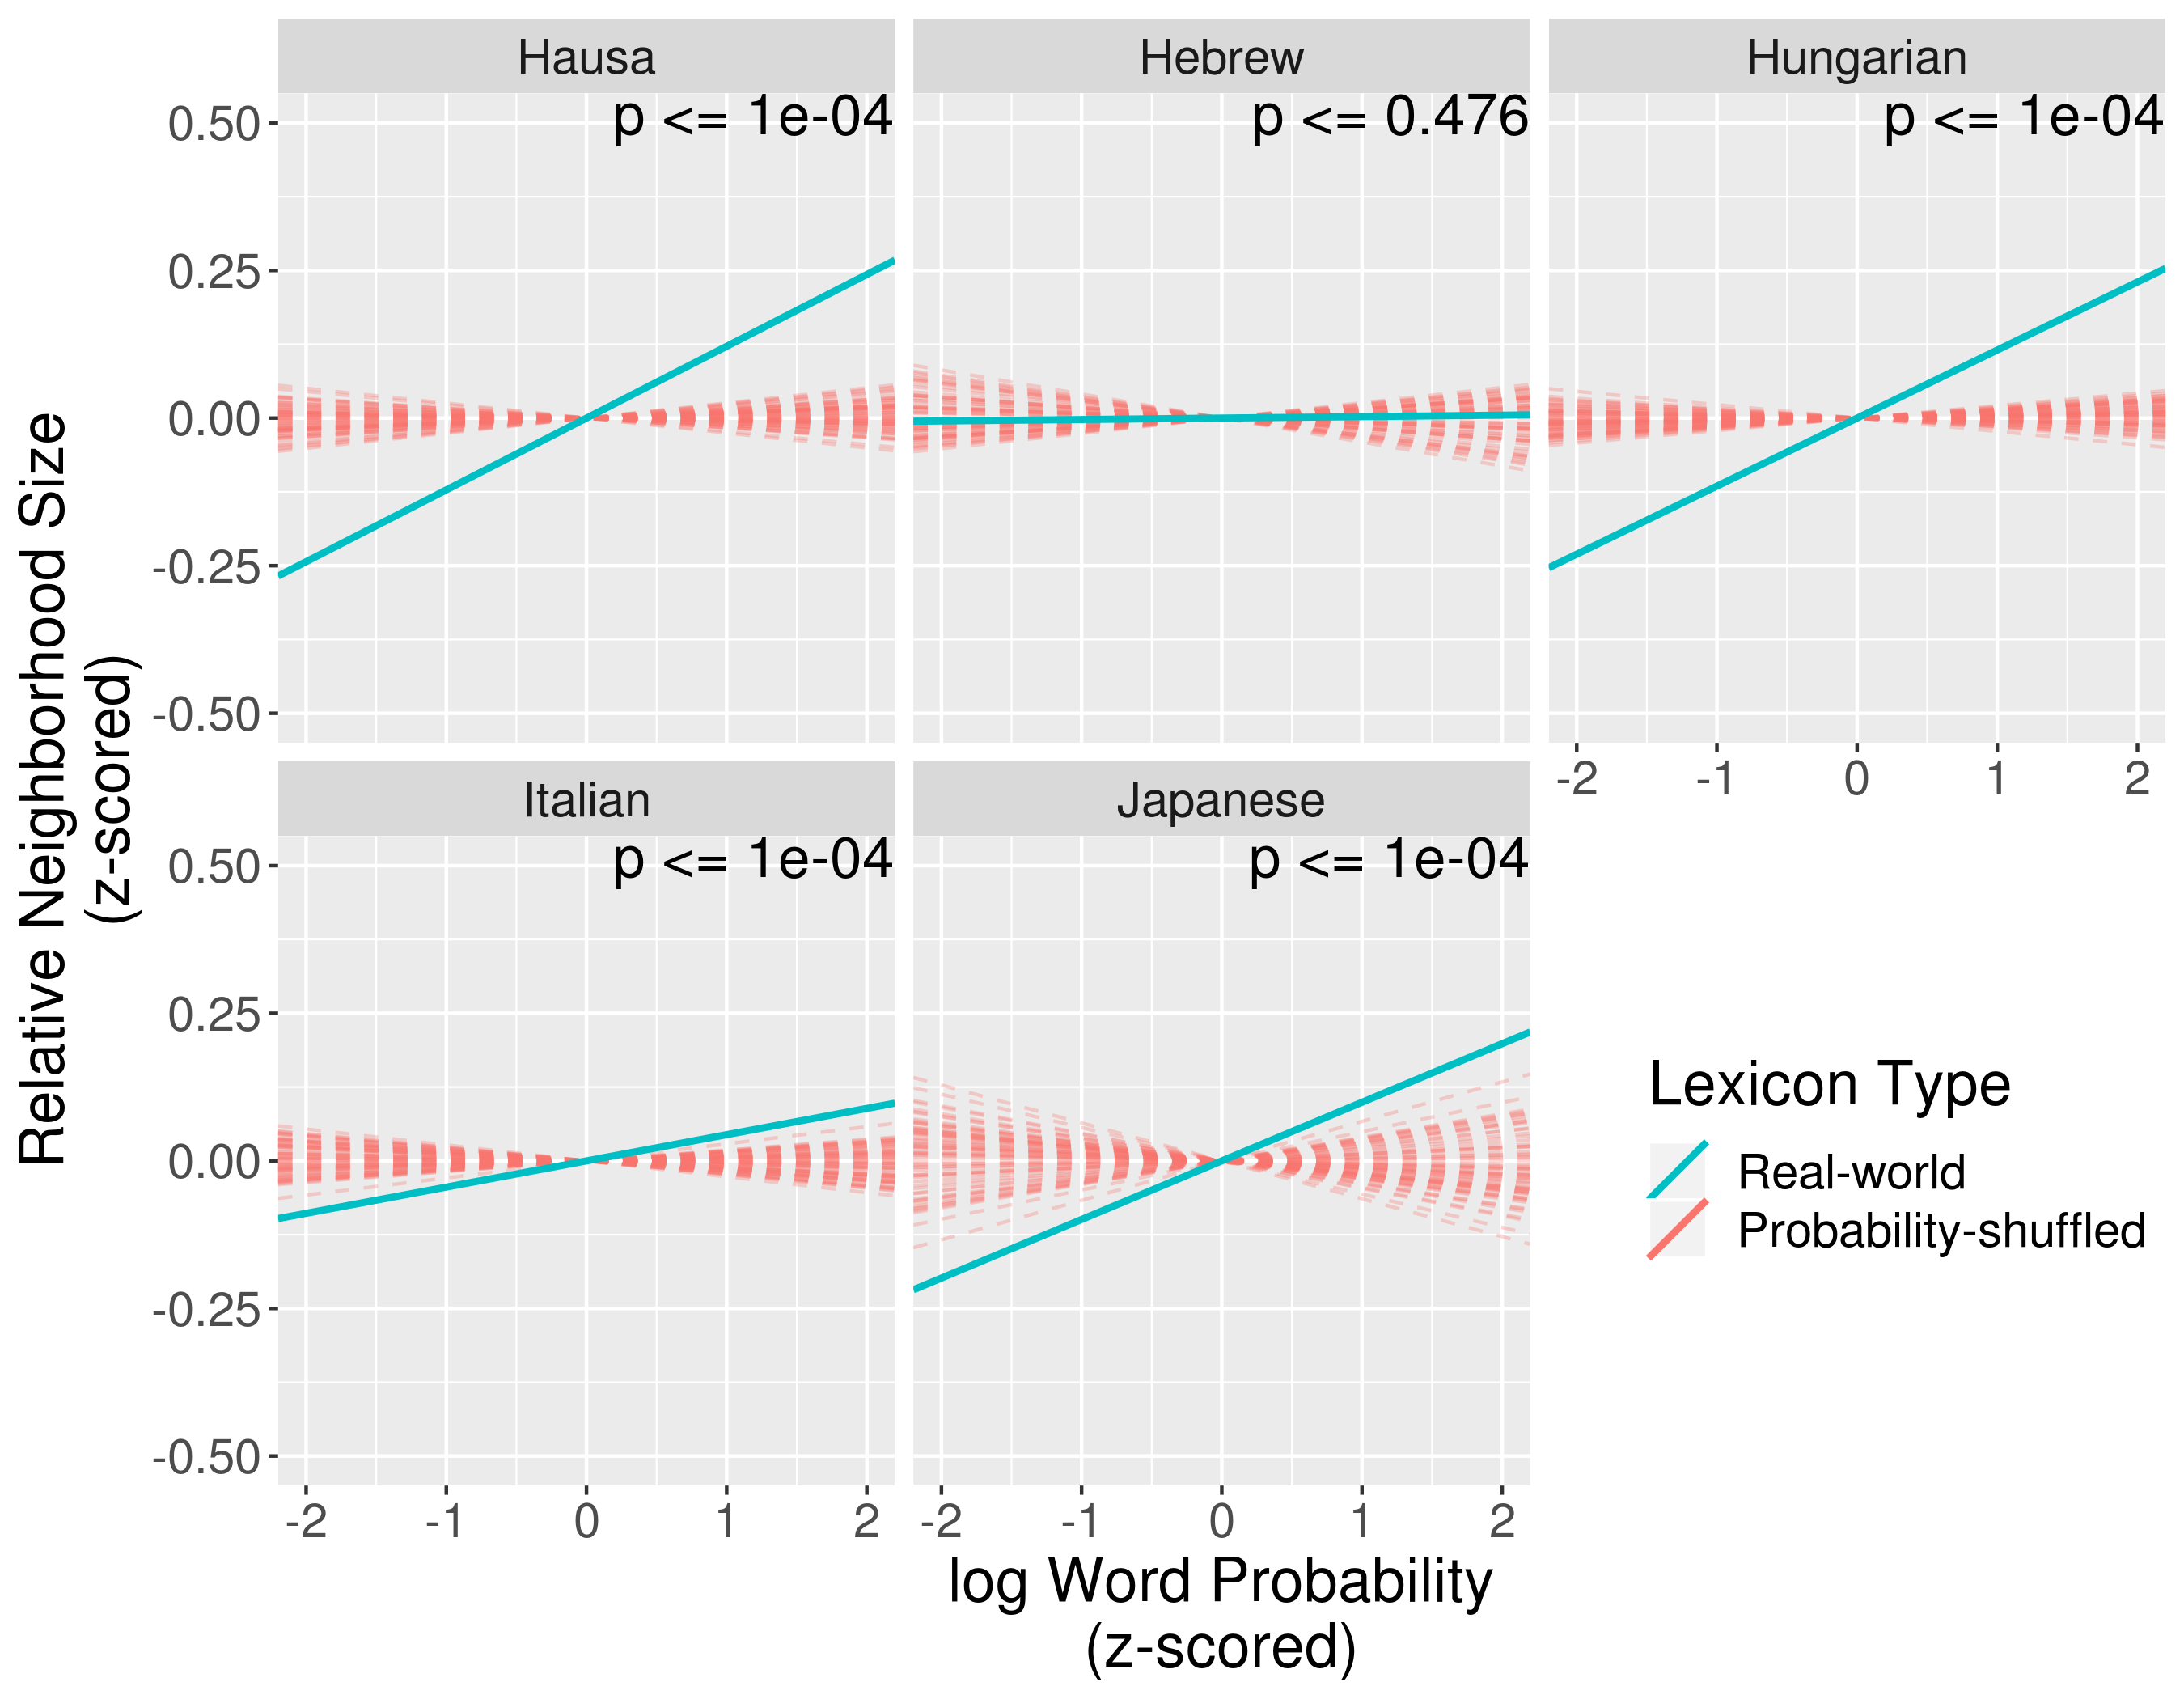 Hausa
Hebrew
Hungarian
p <= 1e-04
p <= 0.476
p <= 1e-04
0.50
0.25
0.00
-0.25
-0.50
-2 -1 0 1 2
Italian
Japanese
p <= 1e-04
p <= 1e-04
0.50
0.25
0.00
-0.25
-0.50
-2 -1 0 1 2
-2 -1 0 1 2
Relative Neighborhood Size
(z-scored)
log Word Probability
(z-scored)
Lexicon Type
Real-world
Probability-shuffled